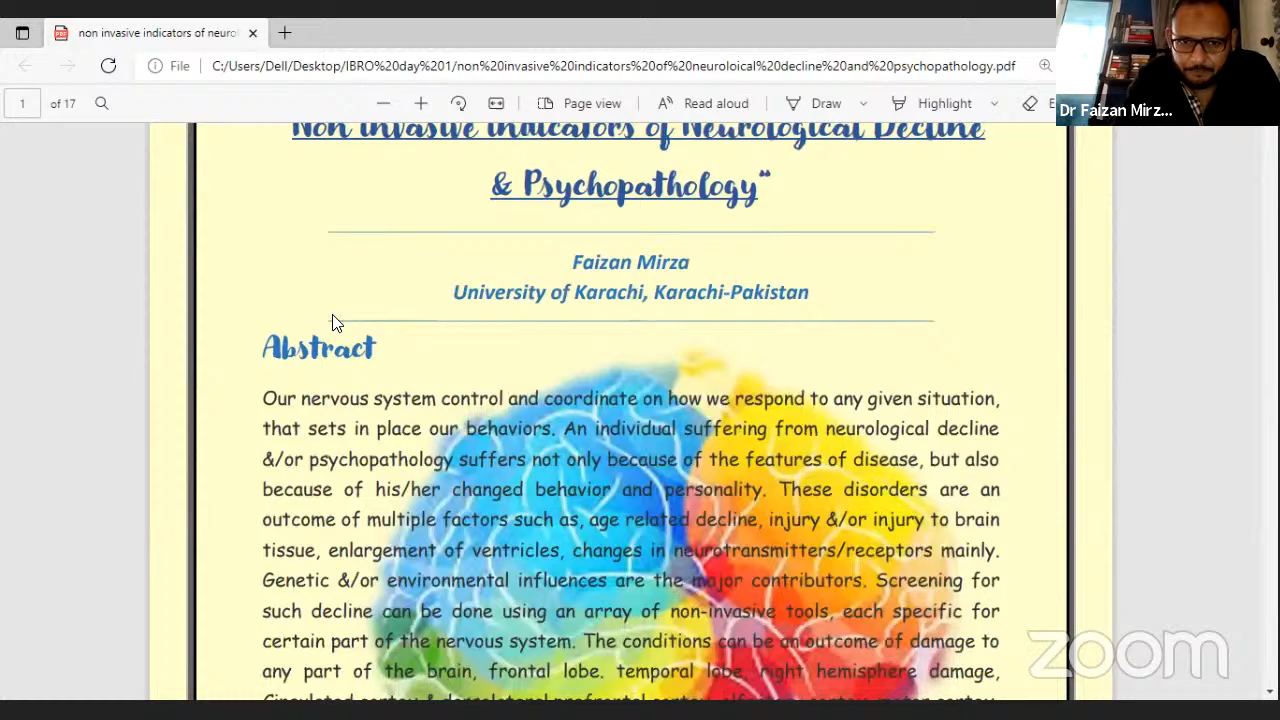 non invasive indicators of neuro
File
C:/Users/Dell/Desktop/IBRO%20day%201/non%20invasive%20indicators%20of%20neuroloical%20decline%20and%20psychopathology.pdf
1 of 17
Page view
Read aloud
Draw
Highlight
E
Dr Faizan Mirz...
Non invasive Indicators of Neurological Decline
& Psychopathology“
Faizan Mirza
University of Karachi, Karachi-Pakistan
Abstract
Our nervous system control and coordinate on how we respond to any given situation,
that sets in place our behaviors. An individual suffering from neurological decline
&/or psychopathology suffers not only because of the features of disease, but also
because of his/her changed behavior and personality. These disorders are an
outcome of multiple factors such as, age related decline, injury &/or injury to brain
tissue, enlargement of ventricles, changes in neurotransmitters/receptors mainly.
Genetic &/or environmental influences are the major contributors. Screening for
such decline can be done using an array of non-invasive tools, each specific for
certain part of the nervous system. The conditions can be an outcome of damage to
any part of the brain, frontal lobe. temporal lobe, right hemisphere damage,
zoom